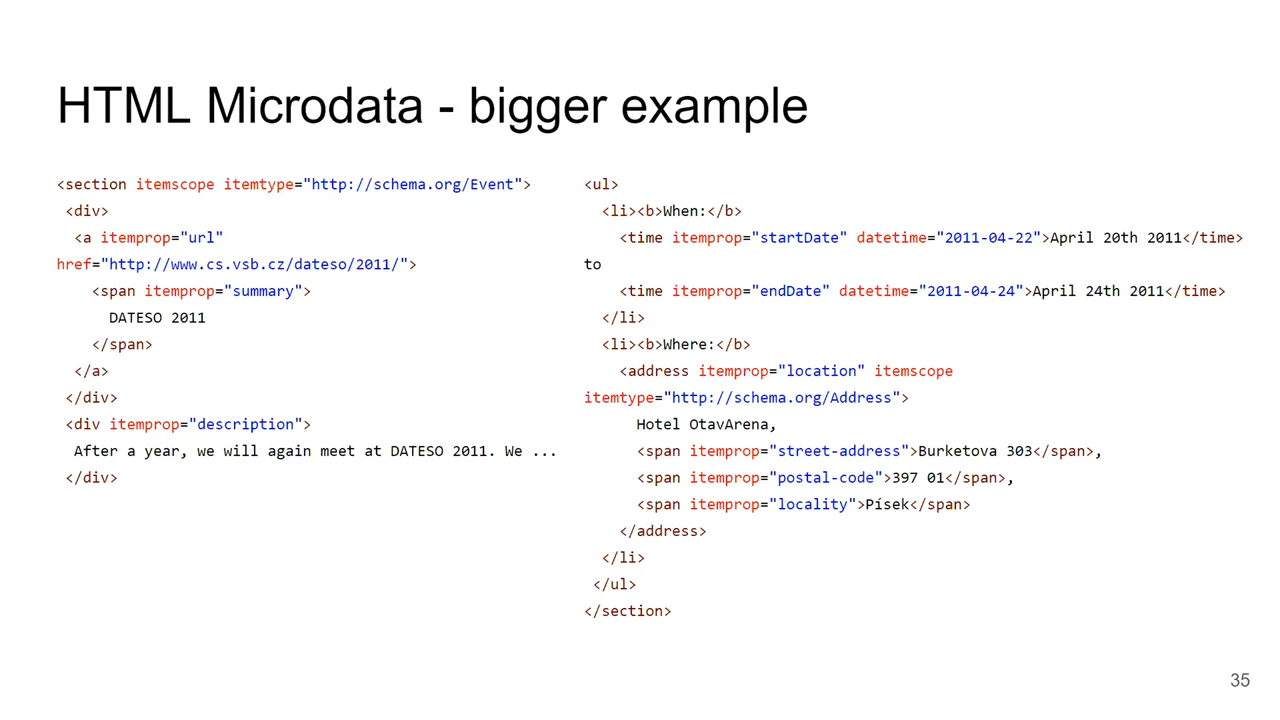 HTML Microdata - bigger example
<section itemscope itemtype="http://schema.org/Event">
<div>
<a itemprop="url"
href="http://www.cs.vsb.cz/dateso/2011/">
<span itemprop="summary">
DATESO 2011
</span>
</a>
</div>
<div itemprop="description">
After a year, we will again meet at DATESO 2011. We ...
</div>
<ul>
<li><b>When:</b>
<time itemprop="startDate" datetime="2011-04-22">April 20th 2011</time>
to
<time itemprop="endDate" datetime="2011-04-24">April 24th 2011</time>
</li>
<li><b>Where:</b>
<address itemprop="location" itemscope
itemtype="http://schema.org/Address">
Hotel OtavArena,
<span itemprop="street-address">Burketova 303</span>,
<span itemprop="postal-code">397 01</span>,
<span itemprop="locality">Písek</span>
</address>
</li>
</ul>
</section>
35